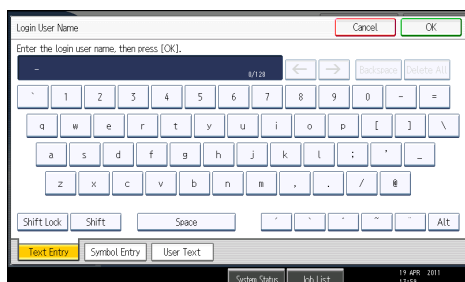 Login User Name
Cancel
OK
Enter the login user name, then press [OK].
_ 0/128 ← → Backspace Delete All
` 1 2 3 4 5 6 7 8 9 0 - =
q w e r t y u i o p [ ] \
a s d f g h j k l ; ' _
z x c v b n m , . / @
Shift Lock Shift Space ´ ` ^ ~ ¨ Alt
Text Entry Symbol Entry User Text
System Status Job List 19 APR 2011
13:58